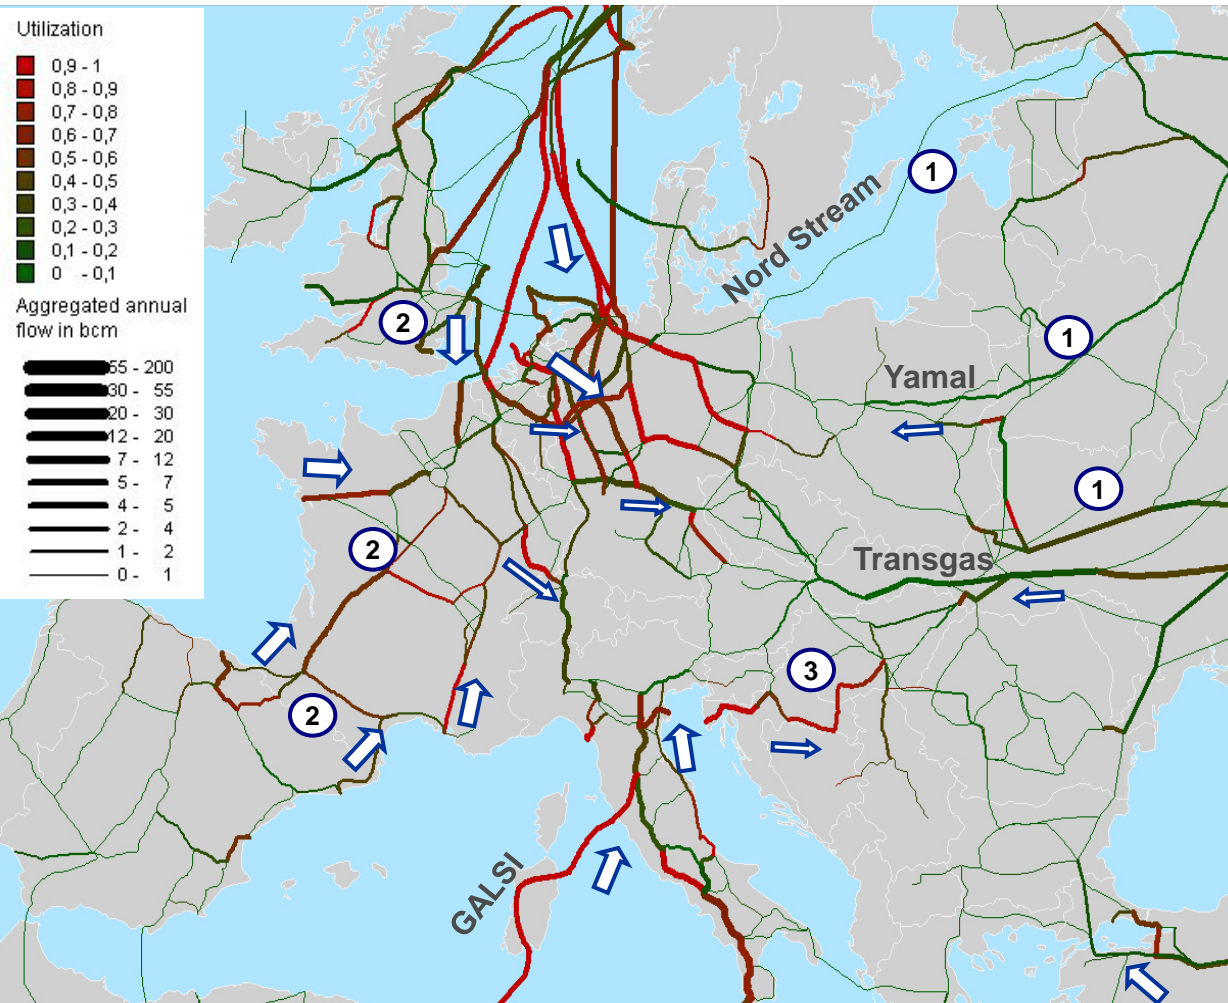 Utilization
0,9 - 1
0,8 - 0,9
0,7 - 0,8
0,6 - 0,7
0,5 - 0,6
0,4 - 0,5
0,3 - 0,4
0,2 - 0,3
0,1 - 0,2
0 - 0,1
Aggregated annual
flow in bcm
55 - 200
30 - 55
20 - 30
12 - 20
7 - 12
5 - 7
4 - 5
2 - 4
1 - 2
0 - 1
1
Nord Stream
2
1
Yamal
1
2
Transgas
3
2
GALSI